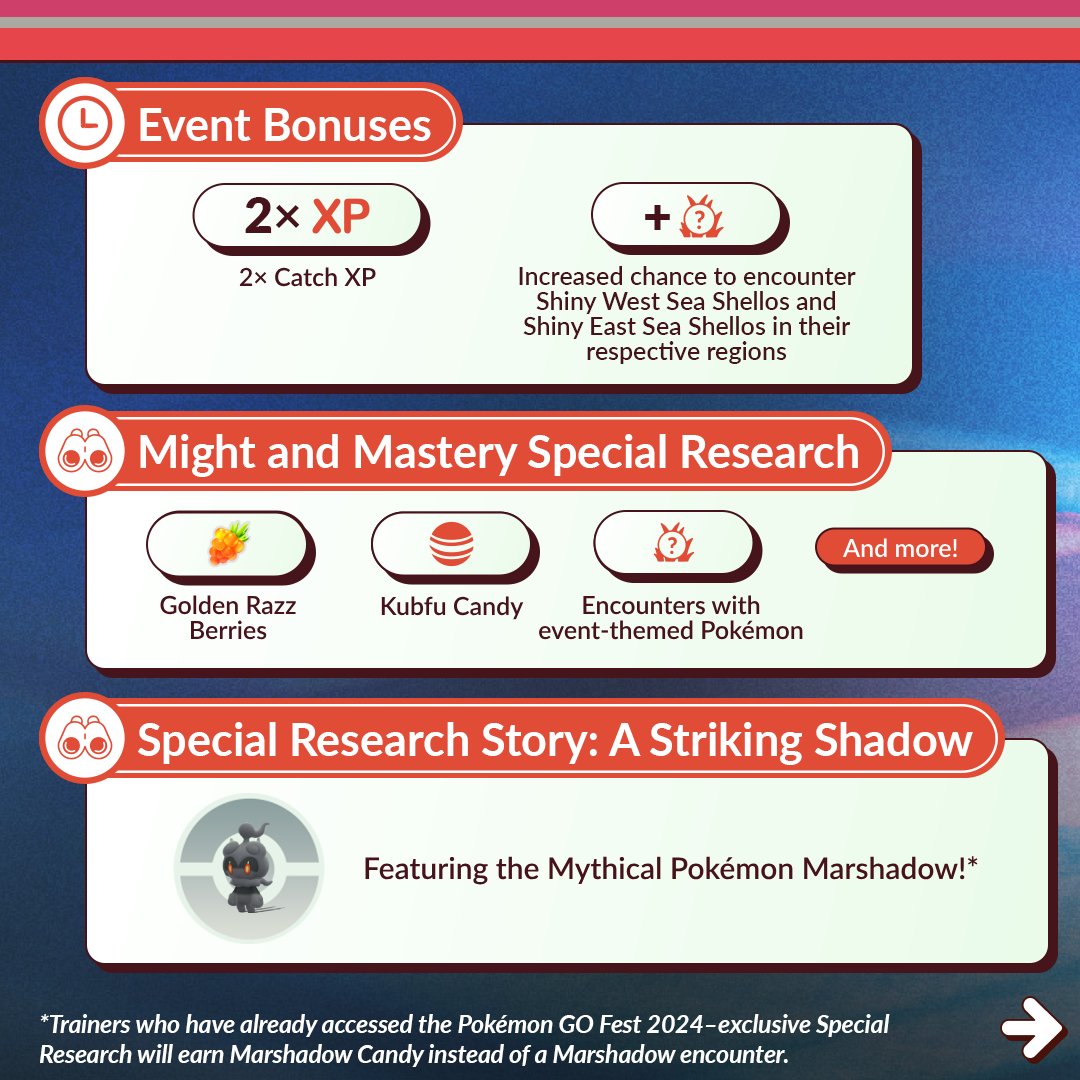 Event Bonuses
2× XP
2× Catch XP
+ ?
Increased chance to encounter
Shiny West Sea Shellos and
Shiny East Sea Shellos in their
respective regions
Might and Mastery Special Research
Golden Razz
Berries
Kubfu Candy
?
Encounters with
event-themed Pokémon
And more!
Special Research Story: A Striking Shadow
Featuring the Mythical Pokémon Marshadow!*
*Trainers who have already accessed the Pokémon GO Fest 2024–exclusive Special
Research will earn Marshadow Candy instead of a Marshadow encounter.